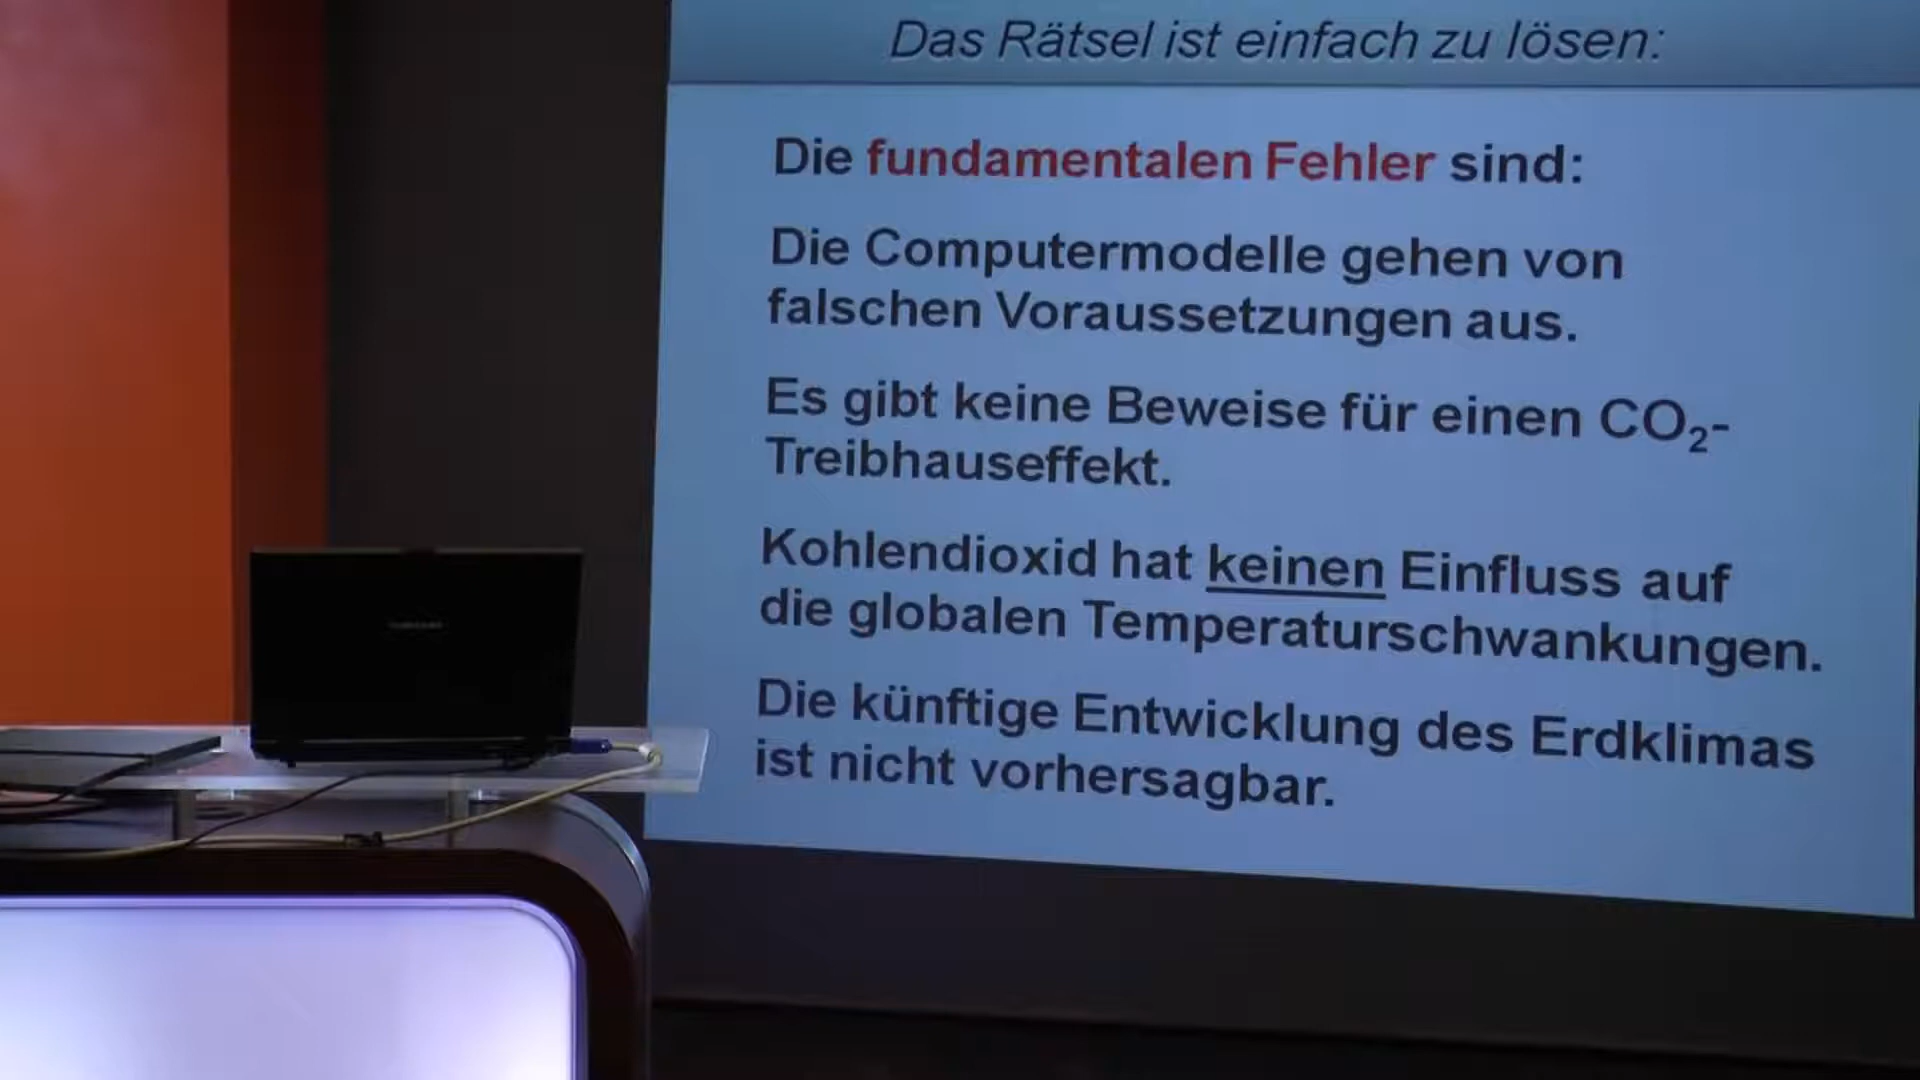 Das Rätsel ist einfach zu lösen:
Die fundamentalen Fehler sind:
Die Computermodelle gehen von
falschen Voraussetzungen aus.
Es gibt keine Beweise für einen CO₂-
Treibhauseffekt.
Kohlendioxid hat keinen Einfluss auf
die globalen Temperaturschwankungen.
Die künftige Entwicklung des Erdklimas
ist nicht vorhersagbar.